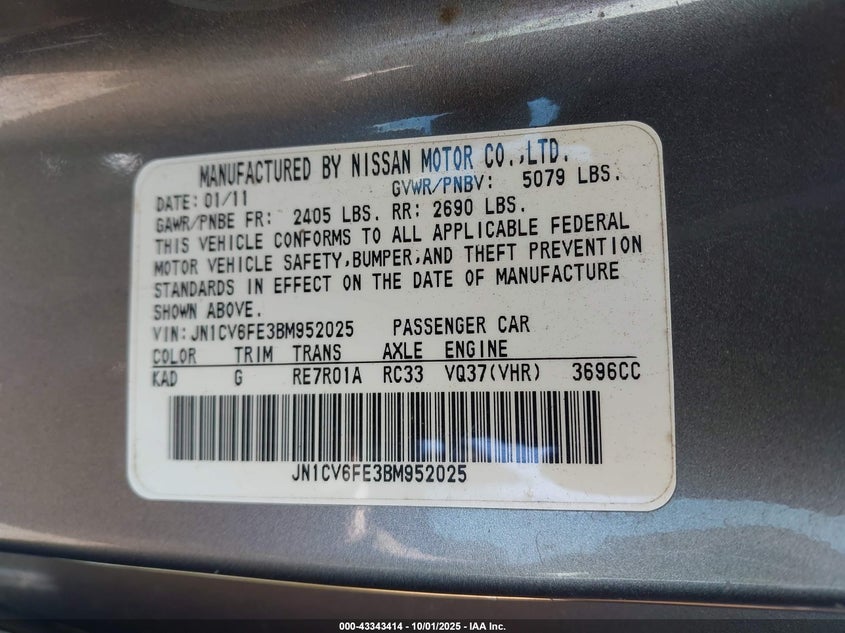 MANUFACTURED BY NISSAN MOTOR CO.,LTD.
DATE: 01/11 GVWR/PNBV: 5079 LBS.
GAWR/PNBE FR: 2405 LBS. RR: 2690 LBS.
THIS VEHICLE CONFORMS TO ALL APPLICABLE FEDERAL
MOTOR VEHICLE SAFETY,BUMPER,AND THEFT PREVENTION
STANDARDS IN EFFECT ON THE DATE OF MANUFACTURE
SHOWN ABOVE.
VIN: JN1CV6FE3BM952025 PASSENGER CAR
COLOR TRIM TRANS AXLE ENGINE
KAD G RE7R01A RC33 VQ37(VHR) 3696CC
JN1CV6FE3BM952025
000-43343414 - 10/01/2025 - IAA Inc.